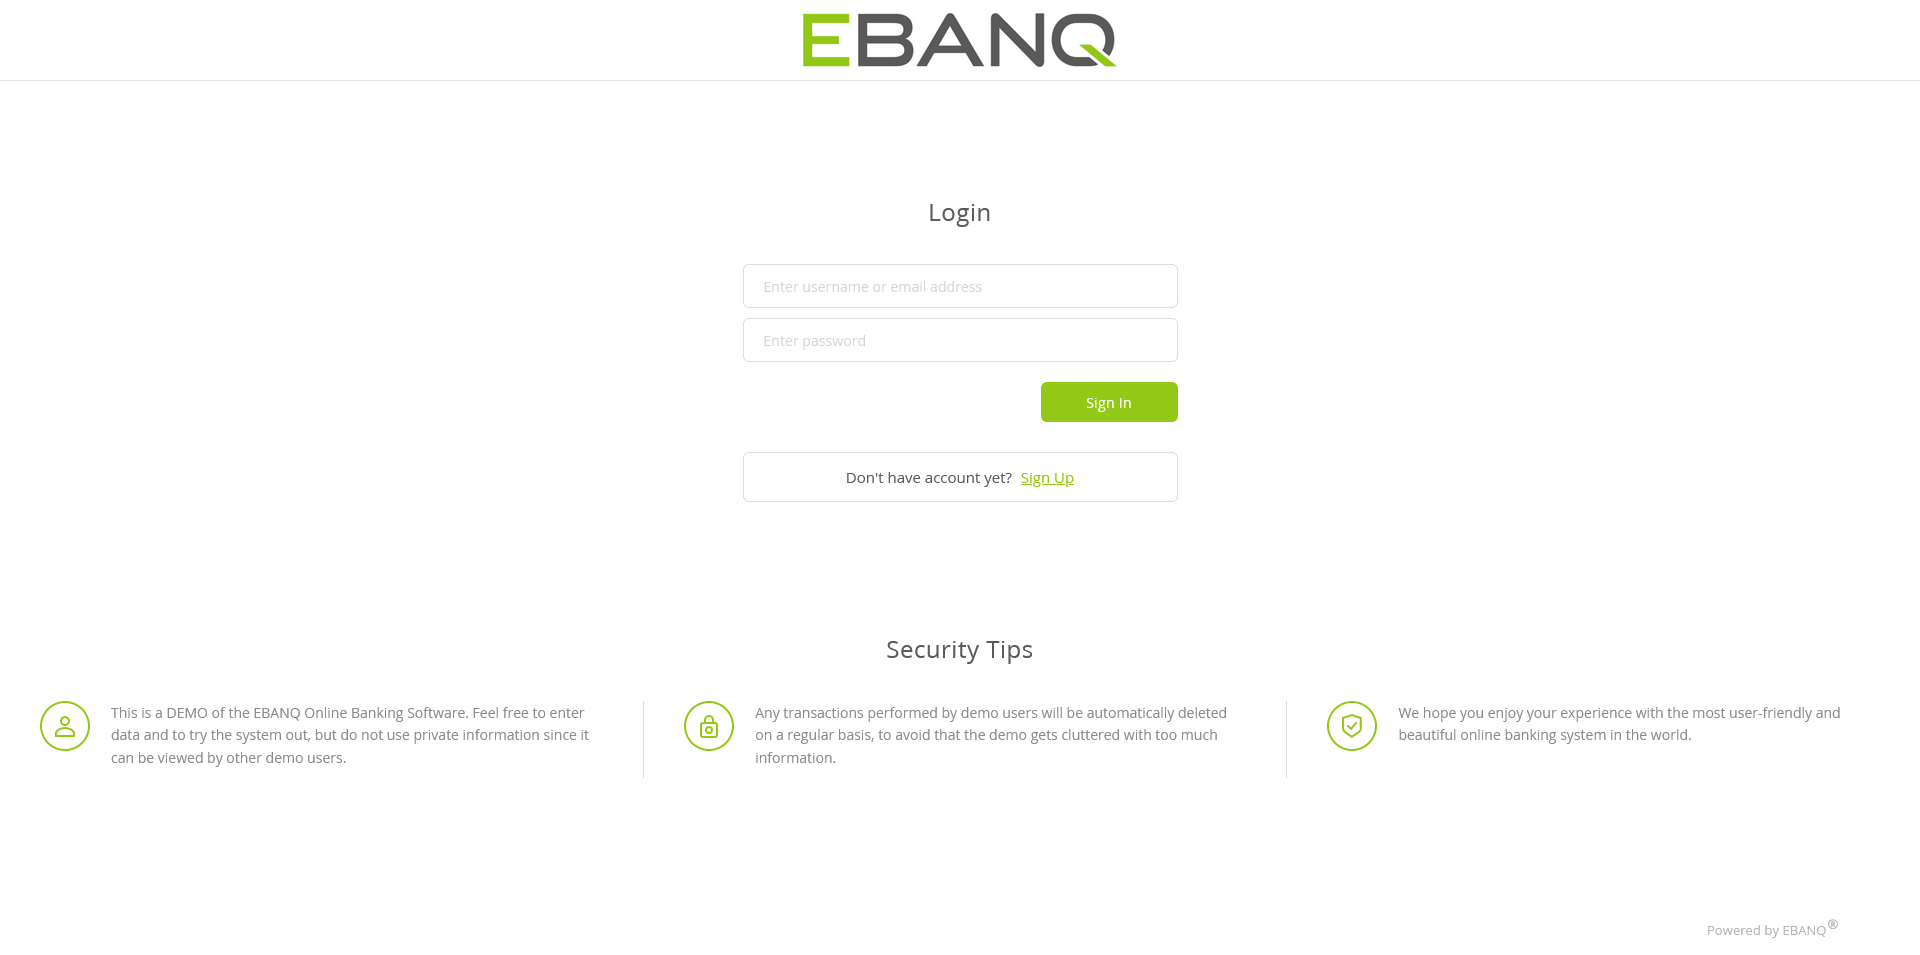 EBANQ
Login
Enter username or email address
Enter password
Sign In
Don't have account yet? Sign Up
Security Tips
This is a DEMO of the EBANQ Online Banking Software. Feel free to enter
data and to try the system out, but do not use private information since it
can be viewed by other demo users.
Any transactions performed by demo users will be automatically deleted
on a regular basis, to avoid that the demo gets cluttered with too much
information.
We hope you enjoy your experience with the most user-friendly and
beautiful online banking system in the world.
Powered by EBANQ®